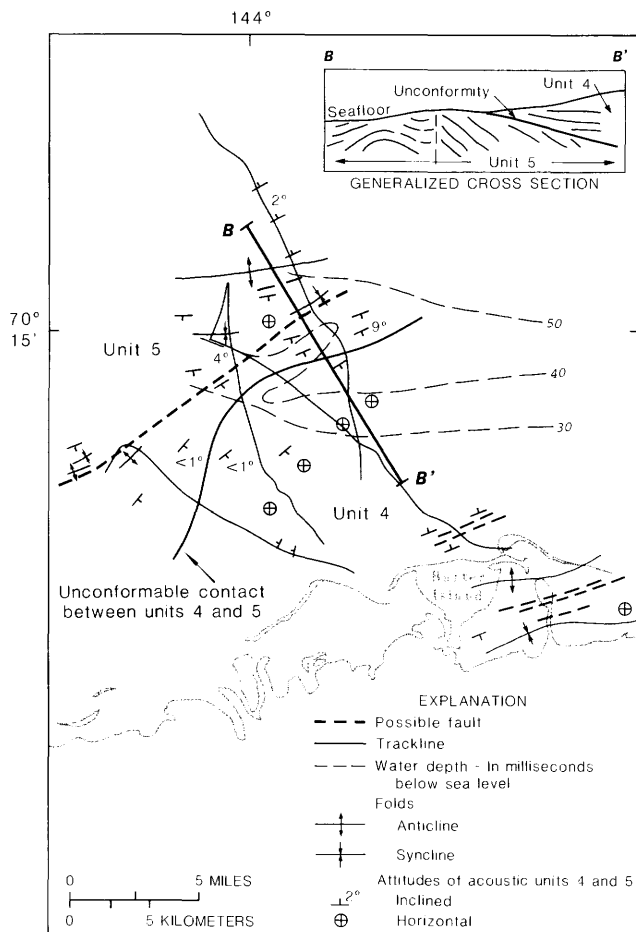 144°
B
B'
Unit 4
Unconformity
Seafloor
Unit 5
GENERALIZED CROSS SECTION
2°
B
70°
15'
50
9°
Unit 5
4°
40
30
<1°
<1°
B'
Unit 4
Unconformable contact
between units 4 and 5
Barter
Island
EXPLANATION
Possible fault
Trackline
Water depth - In milliseconds
below sea level
Folds
Anticline
Syncline
Attitudes of acoustic units 4 and 5
2°
Inclined
Horizontal
0 5 MILES
0 5 KILOMETERS